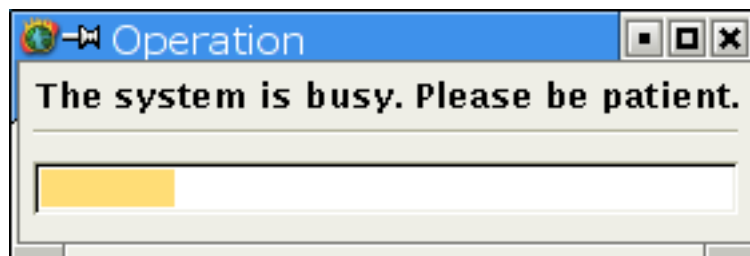 Operation
The system is busy. Please be patient.